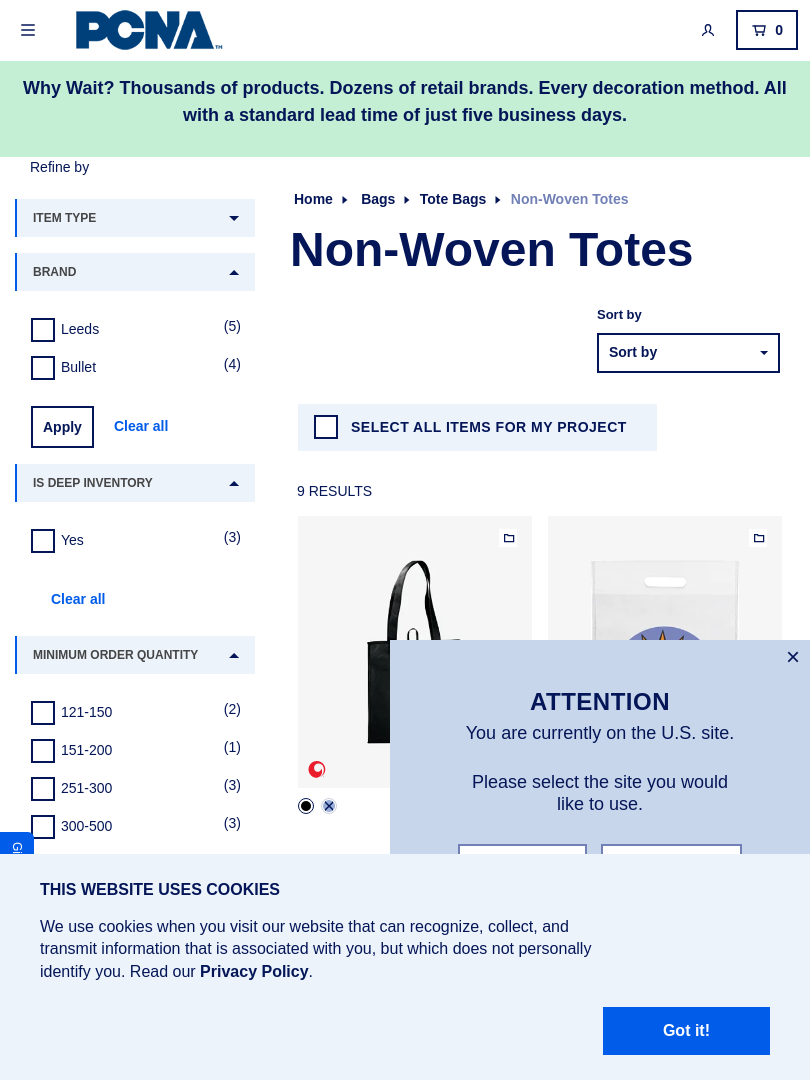 PCNA™
0
Why Wait? Thousands of products. Dozens of retail brands. Every decoration method. All
with a standard lead time of just five business days.
Refine by
Home
Bags
Tote Bags
Non-Woven Totes
ITEM TYPE
Non-Woven Totes
BRAND
Sort by
Leeds (5)
Sort by
Bullet (4)
Apply
Clear all
SELECT ALL ITEMS FOR MY PROJECT
IS DEEP INVENTORY
9 RESULTS
Yes (3)
Clear all
MINIMUM ORDER QUANTITY
121-150 (2)
151-200 (1)
251-300 (3)
300-500 (3)
ATTENTION
You are currently on the U.S. site.
Please select the site you would
like to use.
THIS WEBSITE USES COOKIES
We use cookies when you visit our website that can recognize, collect, and
transmit information that is associated with you, but which does not personally
identify you. Read our Privacy Policy.
Got it!